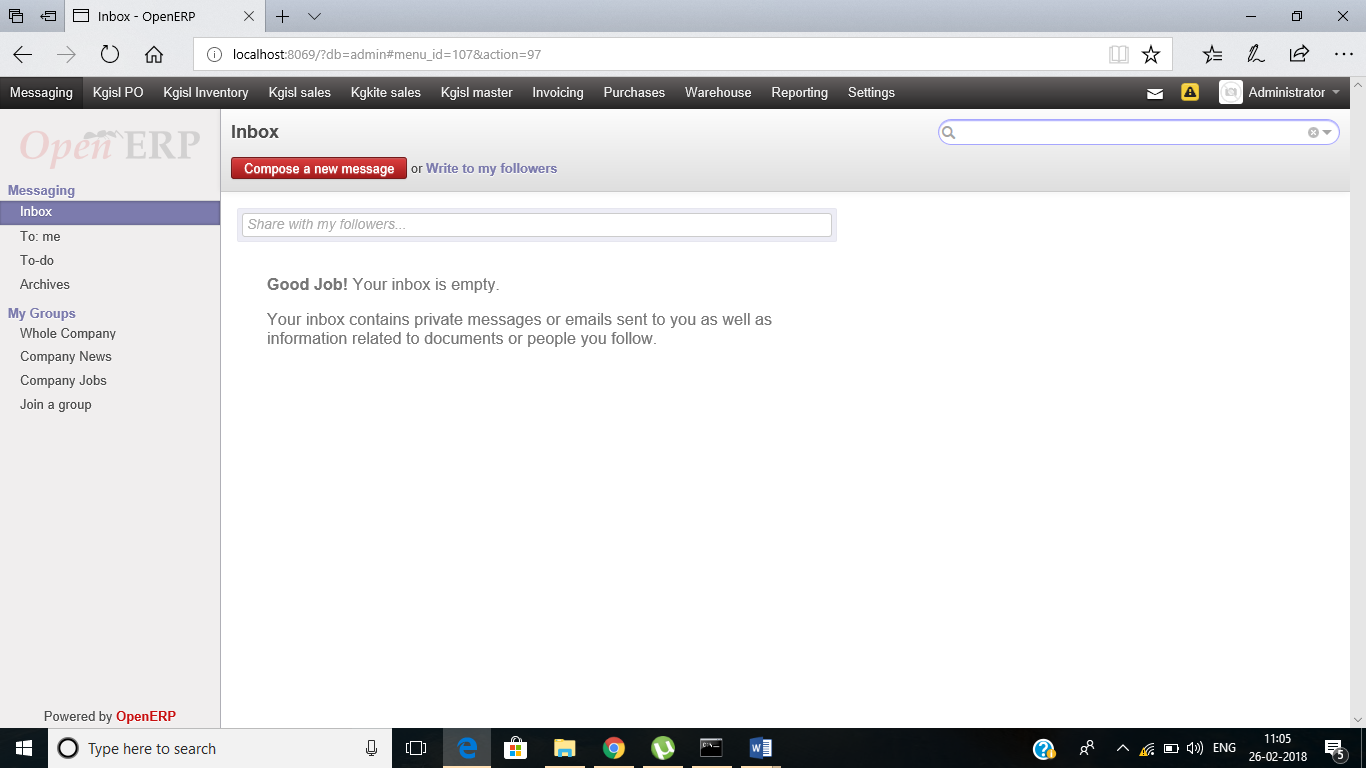 Inbox - OpenERP
localhost:8069/?db=admin#menu_id=107&action=97
Messaging Kgisl PO Kgisl Inventory Kgisl sales Kgkite sales Kgisl master Invoicing Purchases Warehouse Reporting Settings Administrator
Open ERP
Messaging
Inbox
To: me
To-do
Archives
My Groups
Whole Company
Company News
Company Jobs
Join a group
Powered by OpenERP
Inbox
Compose a new message or Write to my followers
Share with my followers...
Good Job! Your inbox is empty.
Your inbox contains private messages or emails sent to you as well as
information related to documents or people you follow.
Type here to search
ENG
11:05
26-02-2018
5